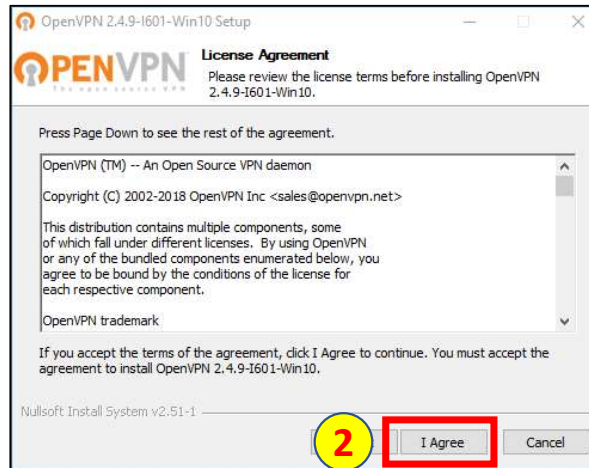 OpenVPN 2.4.9-I601-Win10 Setup
OPENVPN
The open source VPN
License Agreement
Please review the license terms before installing OpenVPN
2.4.9-I601-Win10.
Press Page Down to see the rest of the agreement.
OpenVPN (TM) -- An Open Source VPN daemon
Copyright (C) 2002-2018 OpenVPN Inc <sales@openvpn.net>
This distribution contains multiple components, some
of which fall under different licenses. By using OpenVPN
or any of the bundled components enumerated below, you
agree to be bound by the conditions of the license for
each respective component.
OpenVPN trademark
If you accept the terms of the agreement, click I Agree to continue. You must accept the
agreement to install OpenVPN 2.4.9-I601-Win10.
Nullsoft Install System v2.51-1
2 I Agree Cancel